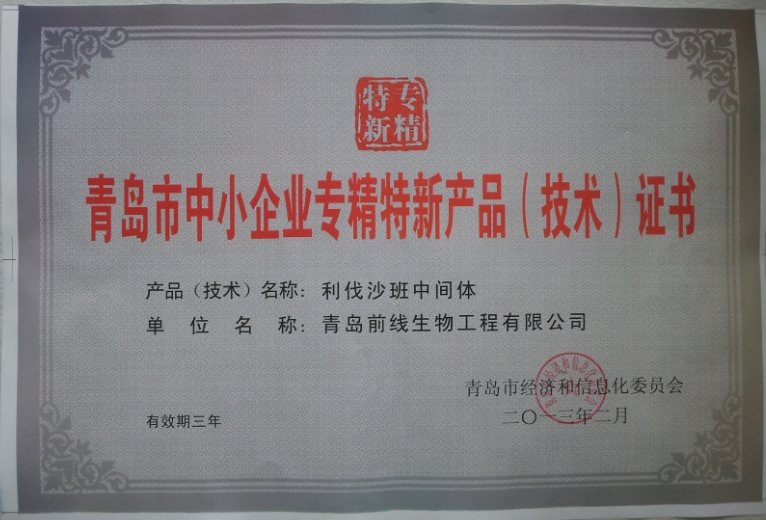 专精
特新
青岛市中小企业专精特新产品（技术）证书
产品（技术）名称：利伐沙班中间体
单位名称：青岛前线生物工程有限公司
青岛市经济和信息化委员会
二〇一三年二月
有效期三年